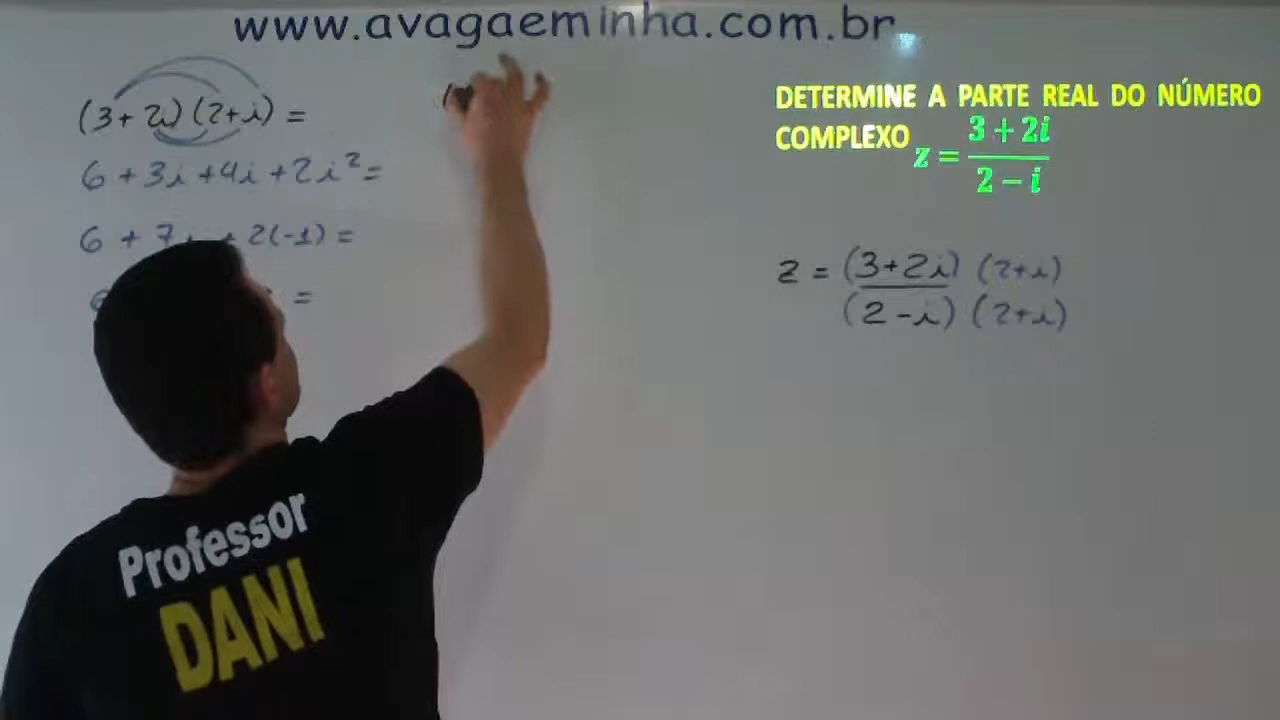 www.avagaeminha.com.br
(3+2i)(2+i)=
6+3i+4i+2i²=
6 + 7i + 2(-1) =
=
DETERMINE A PARTE REAL DO NÚMERO
COMPLEXO z = 3 + 2i
2 − i
z = (3+2i) (2+i)
(2-i) (2+i)
Professor
DANI